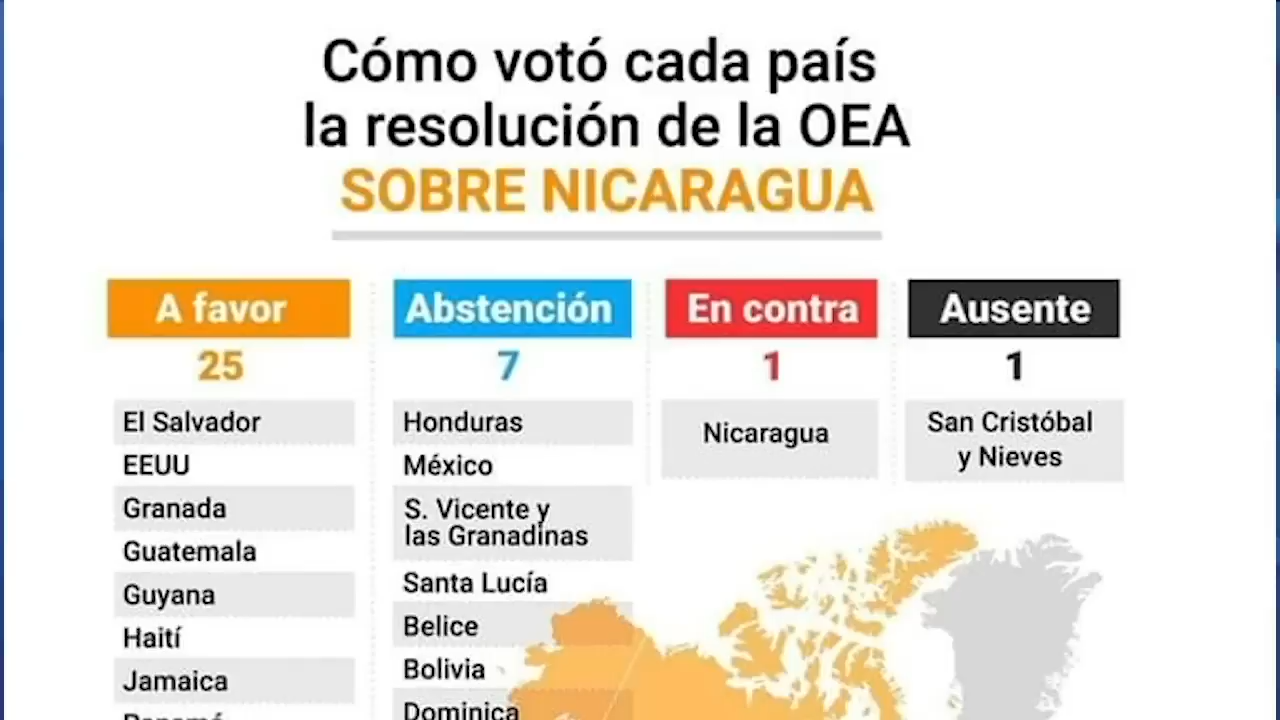 Cómo votó cada país
la resolución de la OEA
SOBRE NICARAGUA
A favor
25
El Salvador
EEUU
Granada
Guatemala
Guyana
Haití
Jamaica
Panamá
Abstención
7
Honduras
México
S. Vicente y
las Granadinas
Santa Lucía
Belice
Bolivia
Dominica
En contra
1
Nicaragua
Ausente
1
San Cristóbal
y Nieves